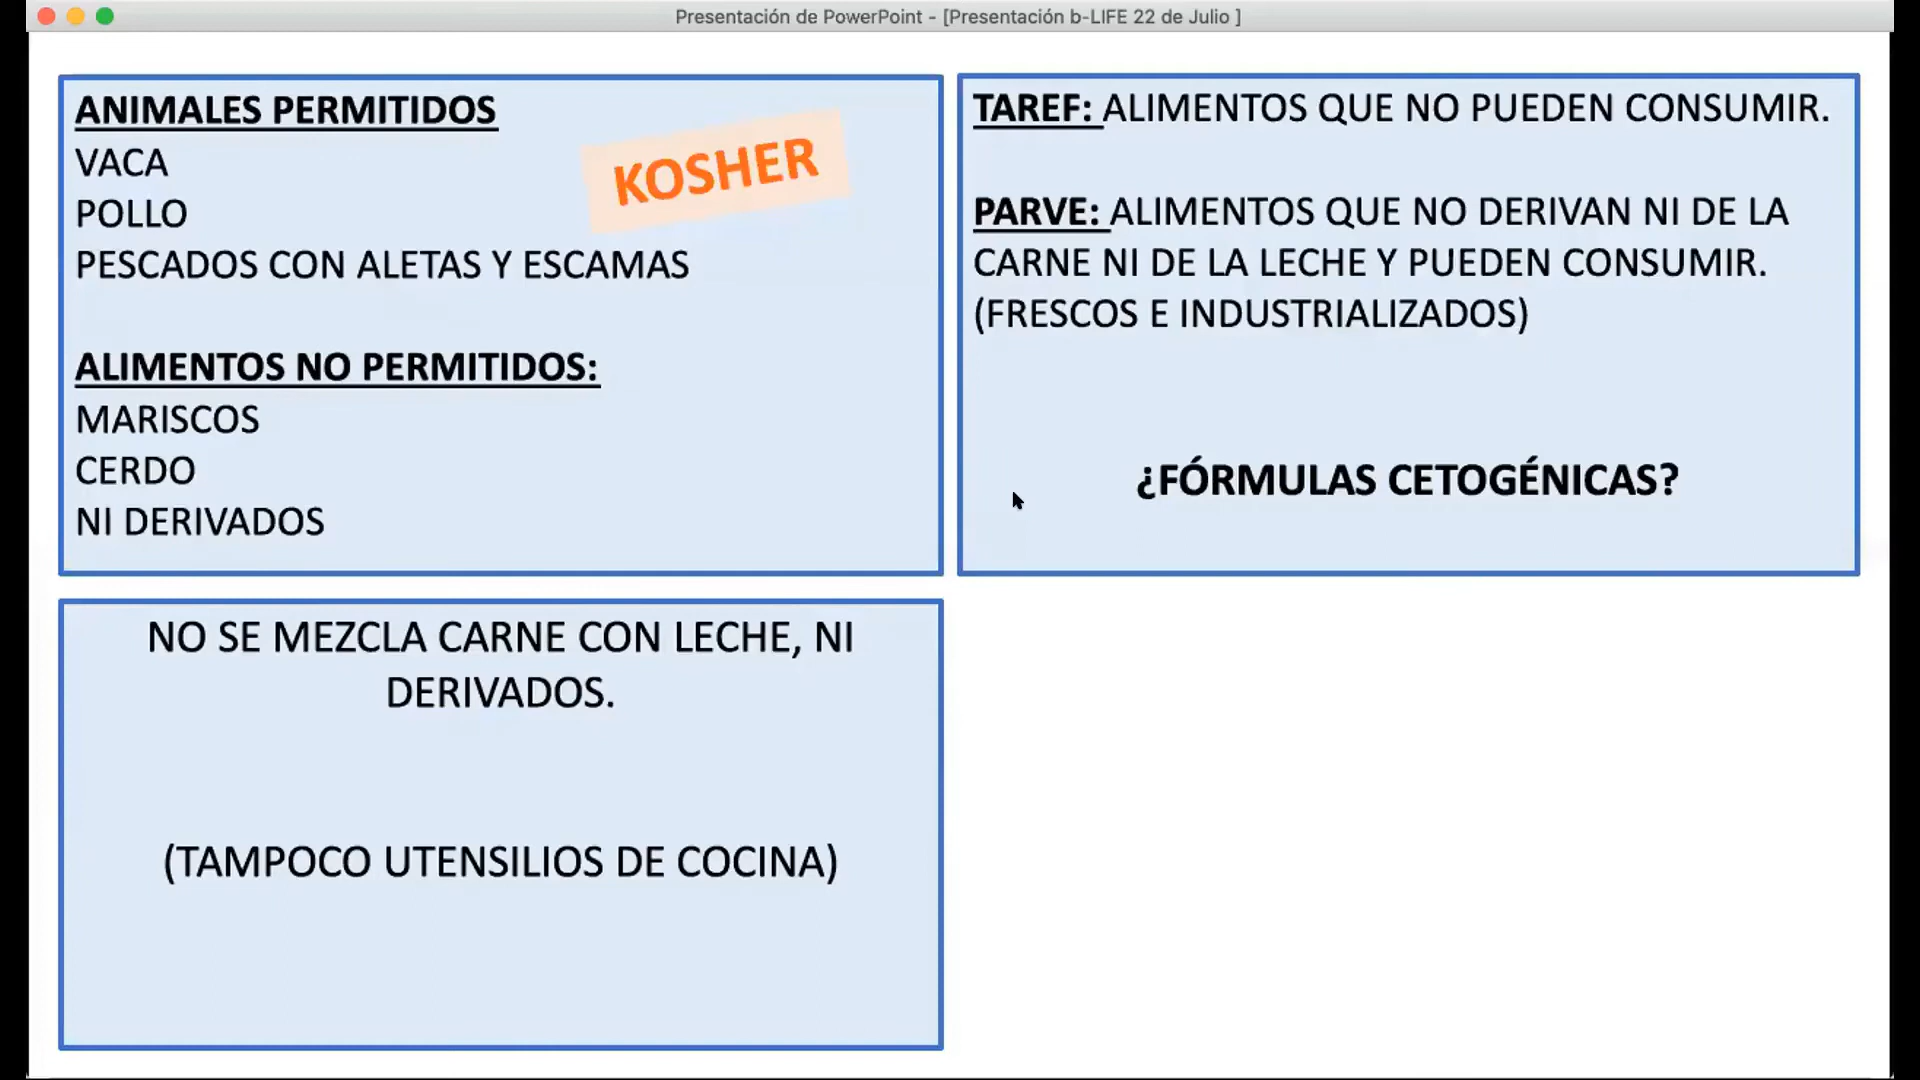 Presentación de PowerPoint - [Presentación b-LIFE 22 de Julio ]
ANIMALES PERMITIDOS
VACA
POLLO
PESCADOS CON ALETAS Y ESCAMAS
KOSHER
ALIMENTOS NO PERMITIDOS:
MARISCOS
CERDO
NI DERIVADOS
TAREF: ALIMENTOS QUE NO PUEDEN CONSUMIR.
PARVE: ALIMENTOS QUE NO DERIVAN NI DE LA
CARNE NI DE LA LECHE Y PUEDEN CONSUMIR.
(FRESCOS E INDUSTRIALIZADOS)
¿FÓRMULAS CETOGÉNICAS?
NO SE MEZCLA CARNE CON LECHE, NI
DERIVADOS.
(TAMPOCO UTENSILIOS DE COCINA)